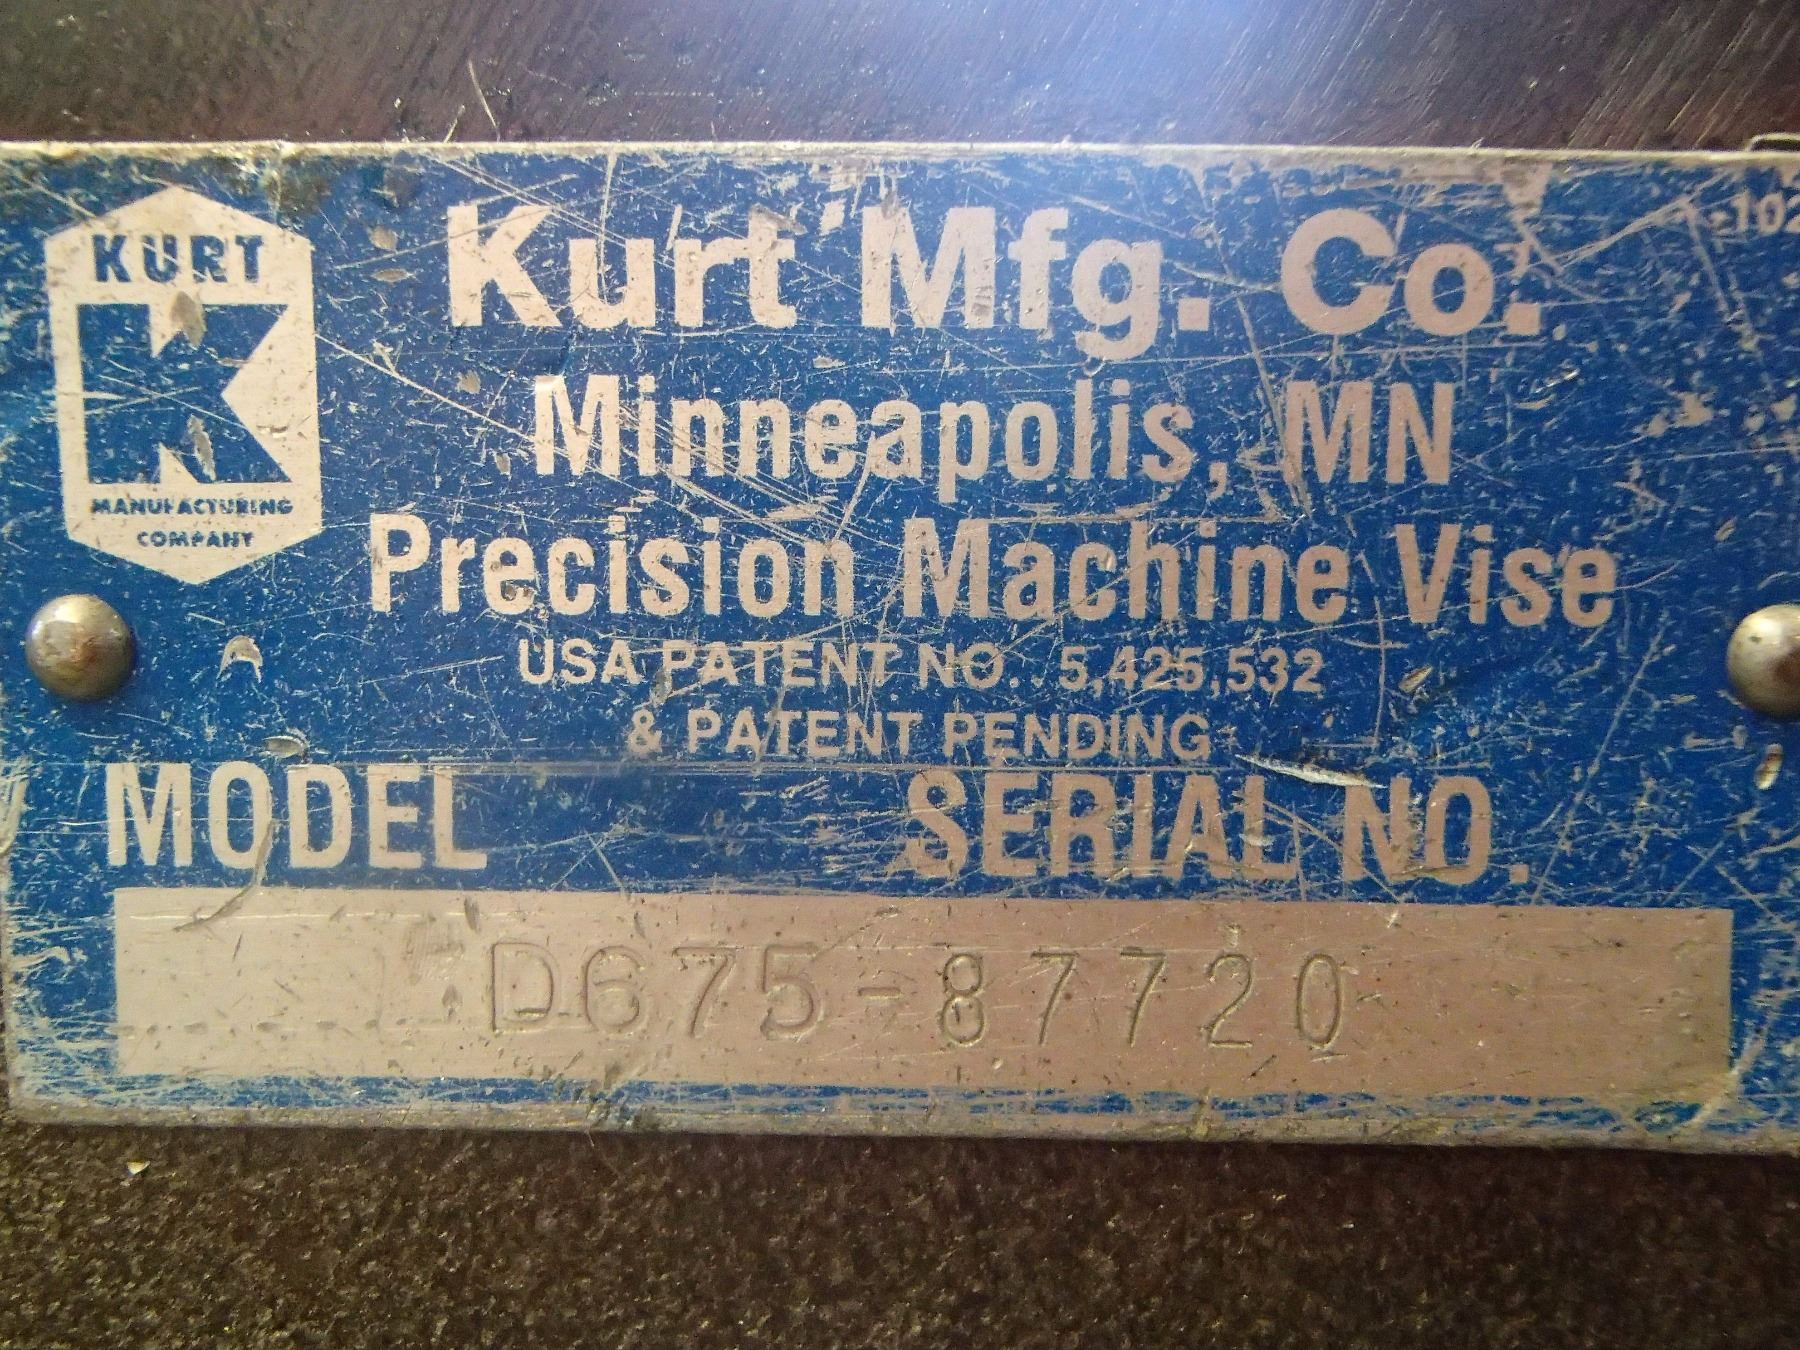 KURT
K
MANUFACTURING
COMPANY
Kurt Mfg. Co.
Minneapolis, MN
Precision Machine Vise
USA PATENT NO. 5,425,532
& PATENT PENDING
MODEL SERIAL NO.
D675-87720